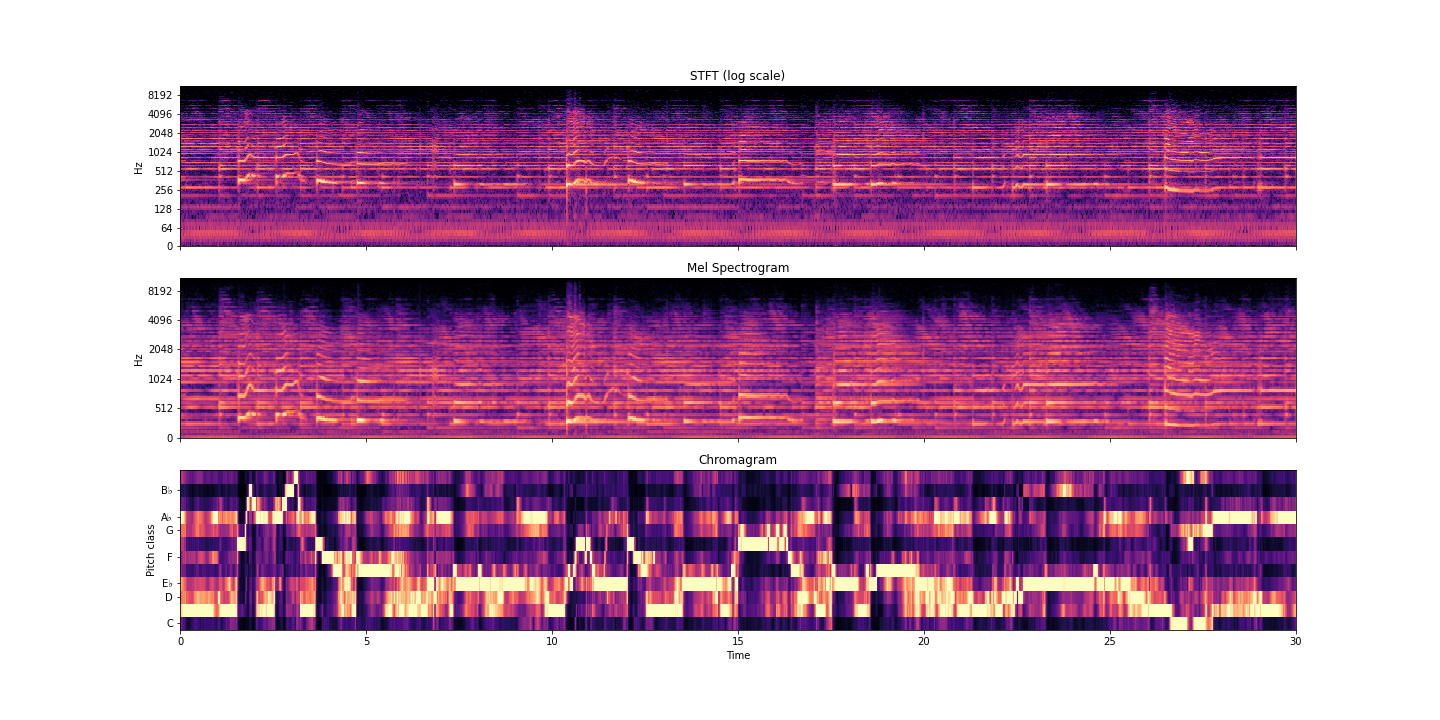 STFT (log scale)
8192
4096
2048
1024
512
256
128
64
0
Hz
Mel Spectrogram
8192
4096
2048
1024
512
0
Hz
Chromagram
B♭
A♭
G
F
E♭
D
C
Pitch class
0 5 10 15 20 25 30
Time